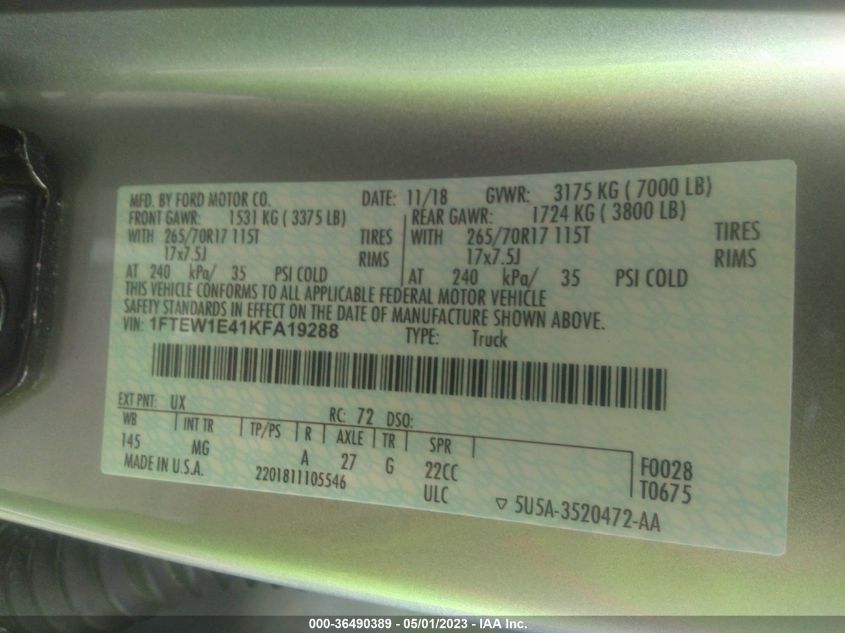 MFD. BY FORD MOTOR CO. DATE: 11/18 GVWR: 3175 KG ( 7000 LB)
FRONT GAWR: 1531 KG ( 3375 LB) REAR GAWR: 1724 KG ( 3800 LB)
WITH 265/70R17 115T TIRES WITH 265/70R17 115T TIRES
17x7.5J RIMS 17x7.5J RIMS
AT 240 kPa/ 35 PSI COLD AT 240 kPa/ 35 PSI COLD
THIS VEHICLE CONFORMS TO ALL APPLICABLE FEDERAL MOTOR VEHICLE
SAFETY STANDARDS IN EFFECT ON THE DATE OF MANUFACTURE SHOWN ABOVE.
VIN: 1FTEW1E41KFA19288 TYPE: Truck
EXT PNT: UX RC: 72 DSO:
WB INT TR TP/PS R AXLE TR SPR
145 MG A 27 G 22CC
F0028
MADE IN U.S.A. 2201811105546 ULC
T0675
5U5A-3520472-AA
000-36490389 - 05/01/2023 - IAA Inc.